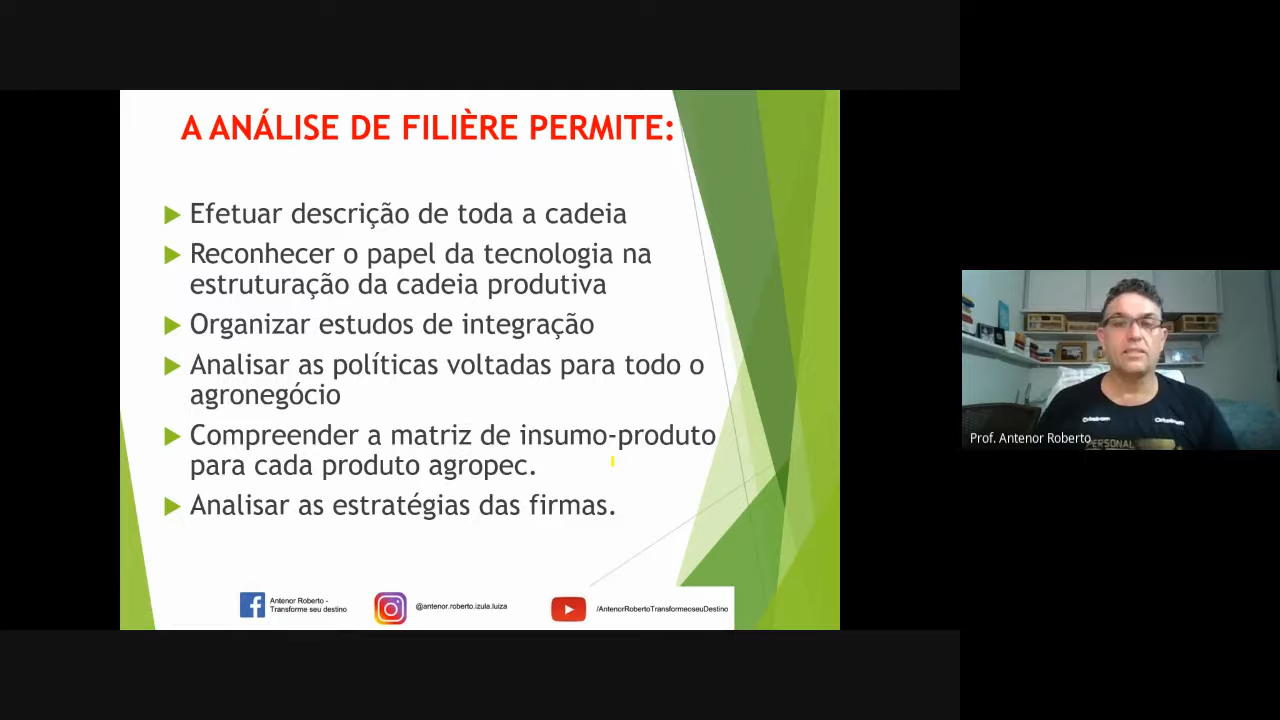 A ANÁLISE DE FILIÈRE PERMITE:
Efetuar descrição de toda a cadeia
Reconhecer o papel da tecnologia na
estruturação da cadeia produtiva
Organizar estudos de integração
Analisar as políticas voltadas para todo o
agronegócio
Compreender a matriz de insumo-produto
para cada produto agropec.
Analisar as estratégias das firmas.
Antenor Roberto -
Transforme seu destino
@antenor.roberto.izula.luiza
/AntenorRobertoTransformeoseuDestino
Prof. Antenor Roberto
PERSONAL